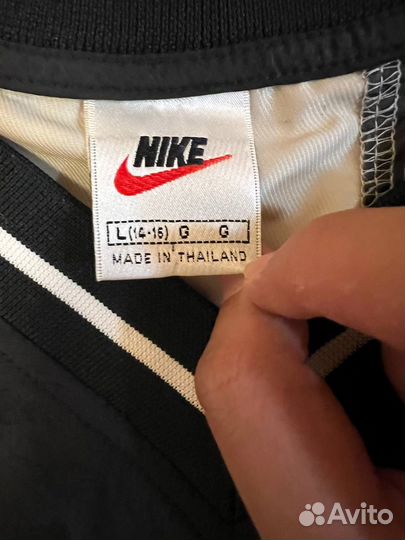 NIKE
L(14-16) G G
MADE IN THAILAND
Avito